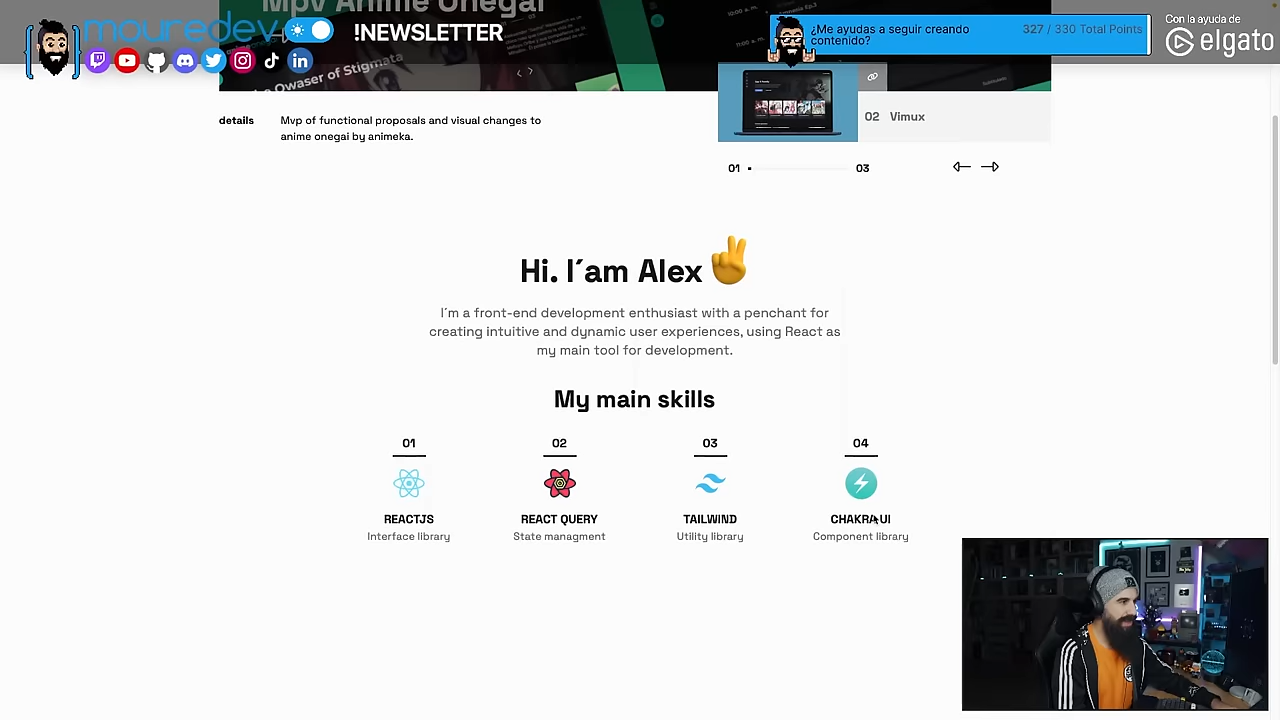 Mpv Anime Onegai
mouredev
!NEWSLETTER
¿Me ayudas a seguir creando
contenido?
327 / 330 Total Points
Con la ayuda de
elgato
Owaser of Stigmata
details
Mvp of functional proposals and visual changes to
anime onegai by animeka.
02 Vimux
01
03
Hi. I´am Alex
I´m a front-end development enthusiast with a penchant for
creating intuitive and dynamic user experiences, using React as
my main tool for development.
My main skills
01
02
03
04
REACTJS
REACT QUERY
TAILWIND
CHAKRA UI
Interface library
State managment
Utility library
Component library